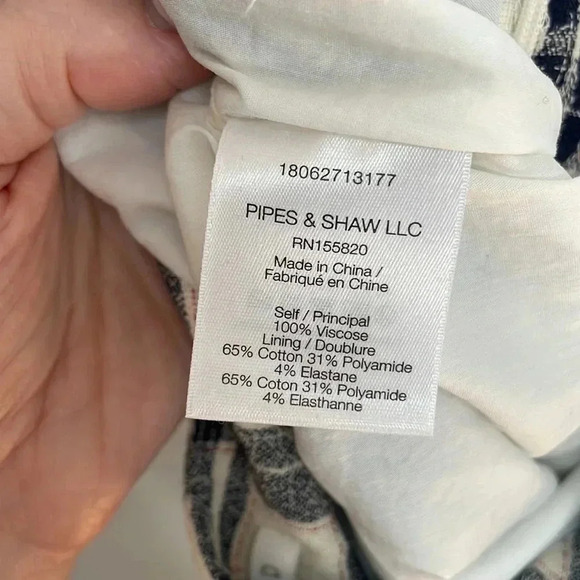 18062713177
PIPES & SHAW LLC
RN155820
Made in China /
Fabriqué en Chine
Self / Principal
100% Viscose
Lining / Doublure
65% Cotton 31% Polyamide
4% Elastane
65% Cotton 31% Polyamide
4% Elasthanne